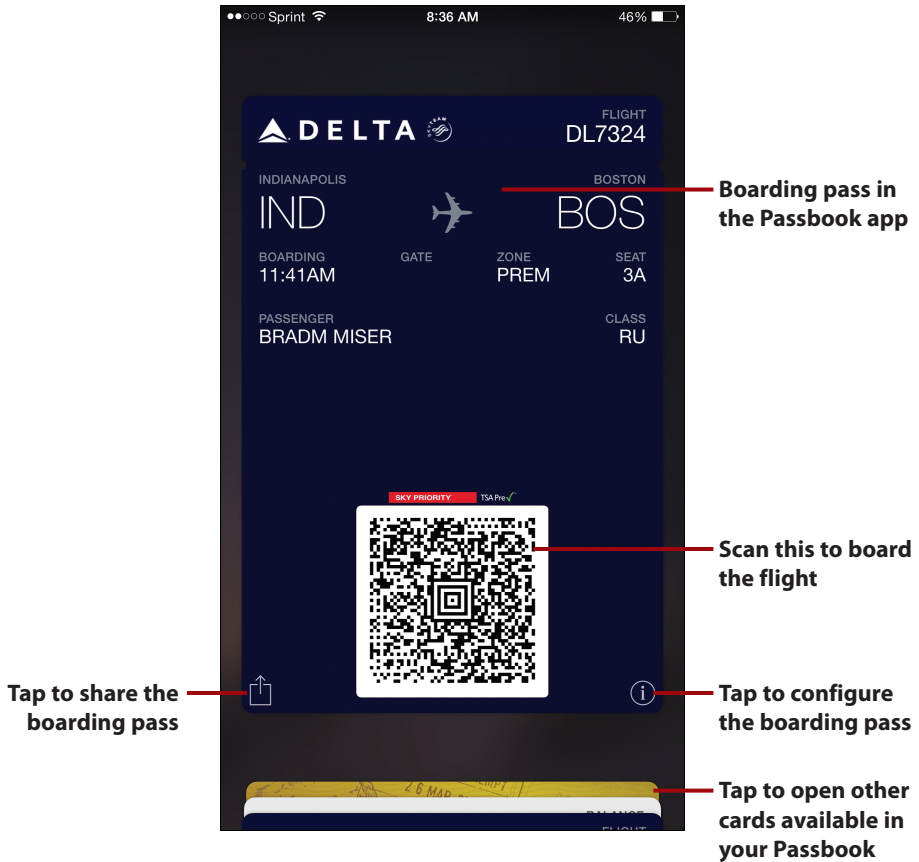 Sprint 8:36 AM 46%
DELTA SKYTEAM
FLIGHT
DL7324
INDIANAPOLIS BOSTON
IND BOS
Boarding pass in
the Passbook app
BOARDING GATE ZONE SEAT
11:41AM PREM 3A
PASSENGER CLASS
BRADM MISER RU
SKY PRIORITY TSA Pre✓
Scan this to board
the flight
Tap to share the
boarding pass
i
Tap to configure
the boarding pass
26 MAR
Tap to open other
cards available in
your Passbook
BALANCE
FLIGHT